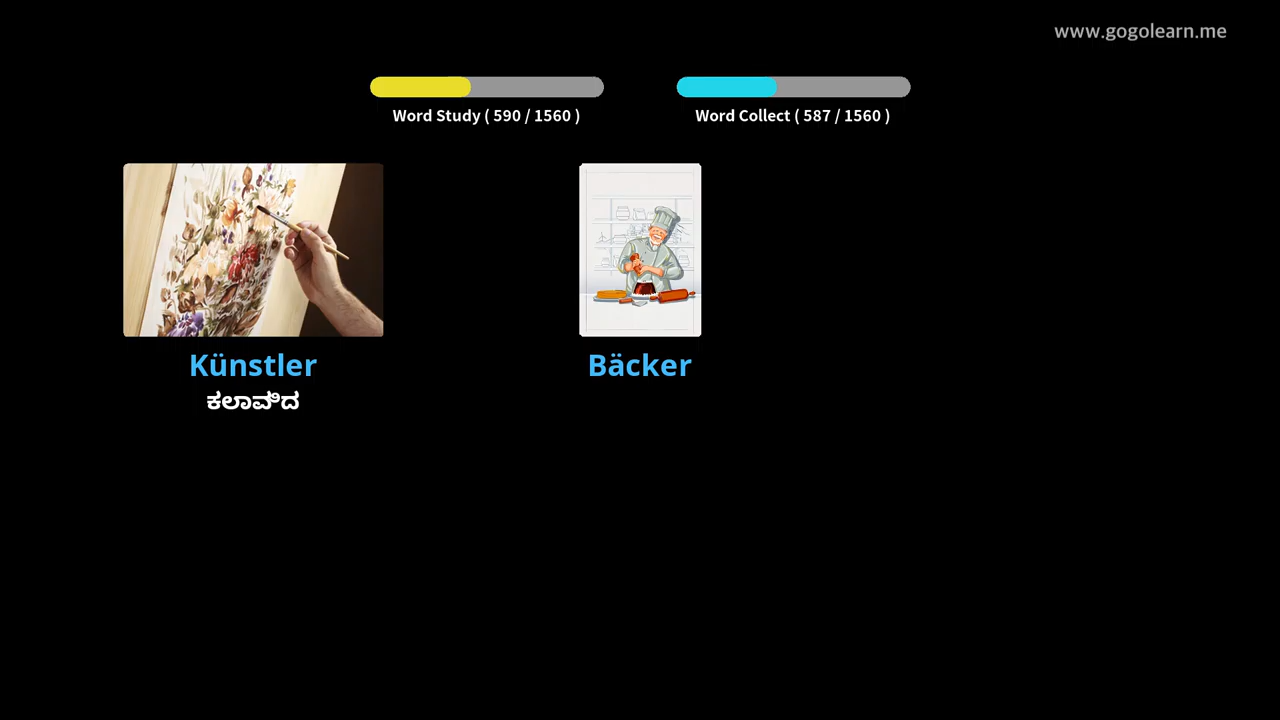 www.gogolearn.me
Word Study ( 590 / 1560 )
Word Collect ( 587 / 1560 )
Künstler
Bäcker
ಕಲಾವಿದ